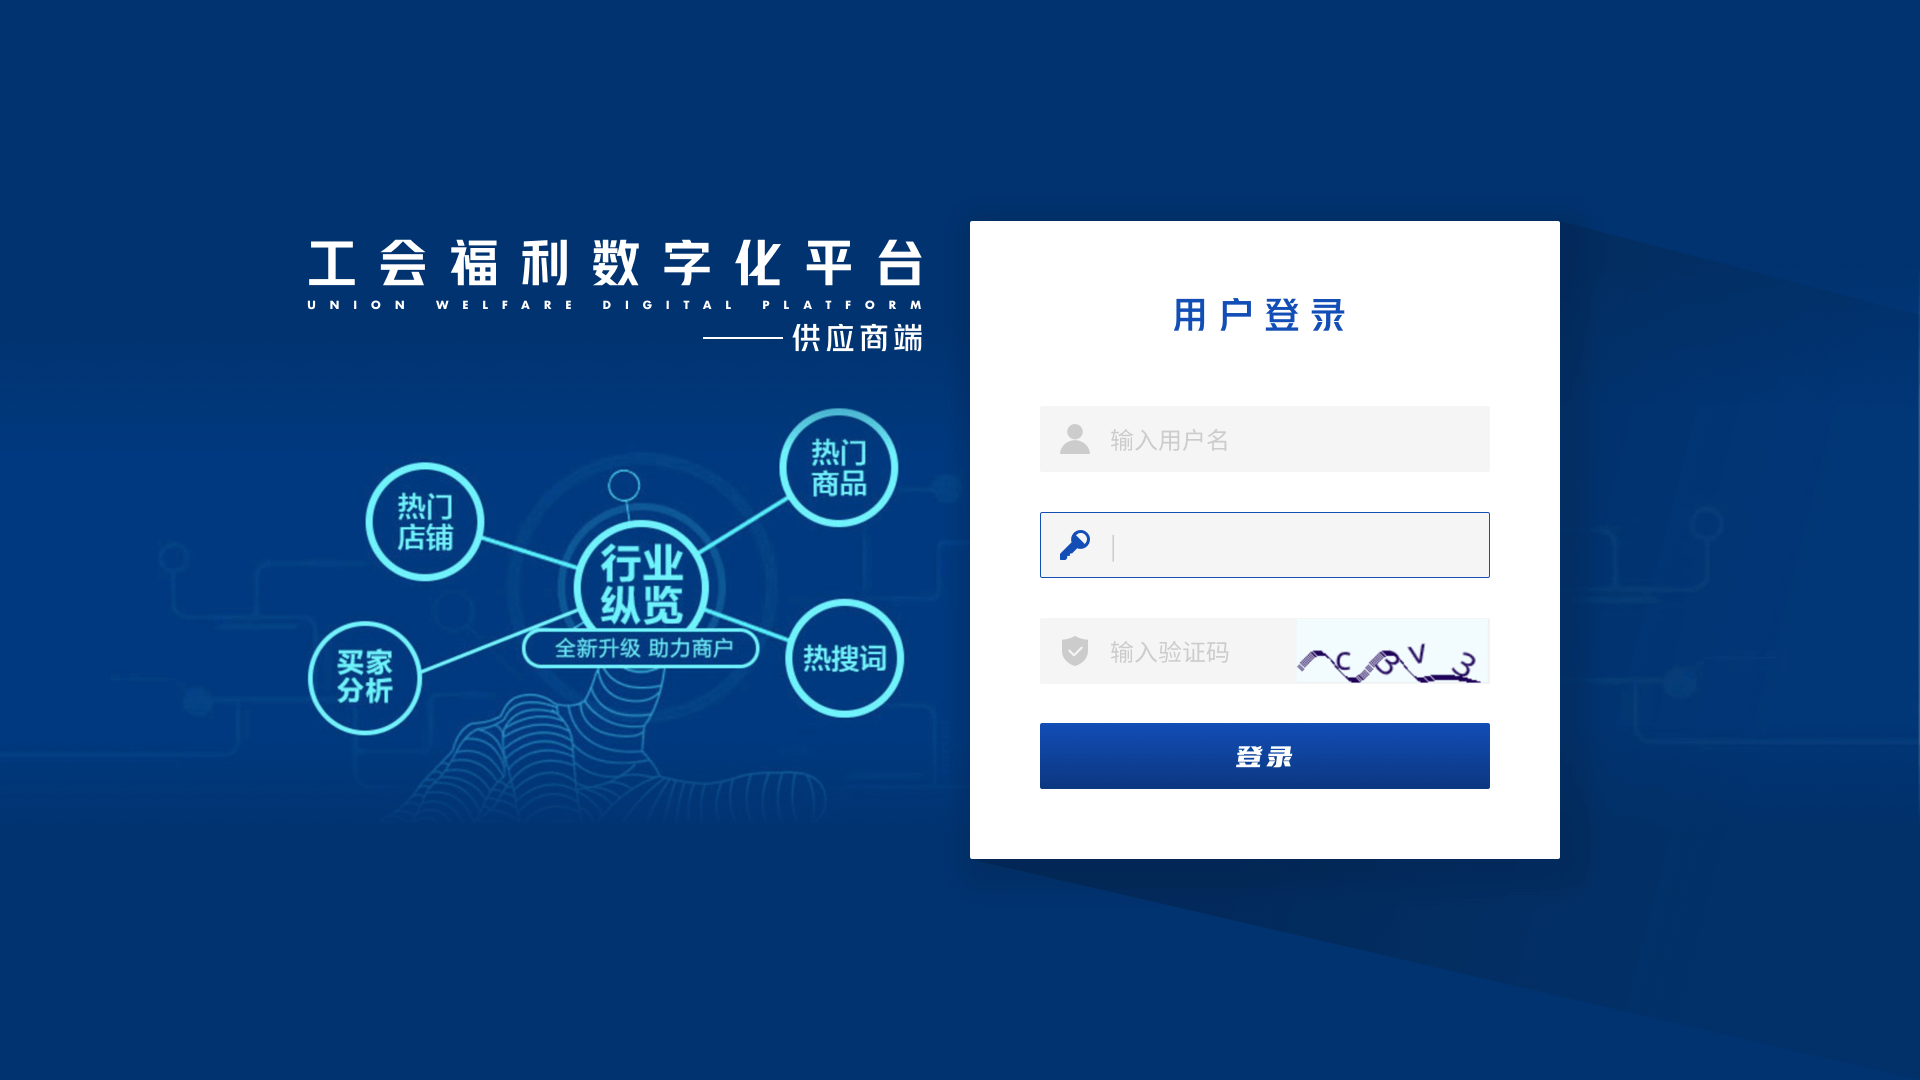 工会福利数字化平台
UNION WELFARE DIGITAL PLATFORM
供应商端
热门
商品
热门
店铺
行业
纵览
全新升级 助力商户
买家
分析
热搜词
用户登录
输入用户名
输入验证码
CBV3
登录